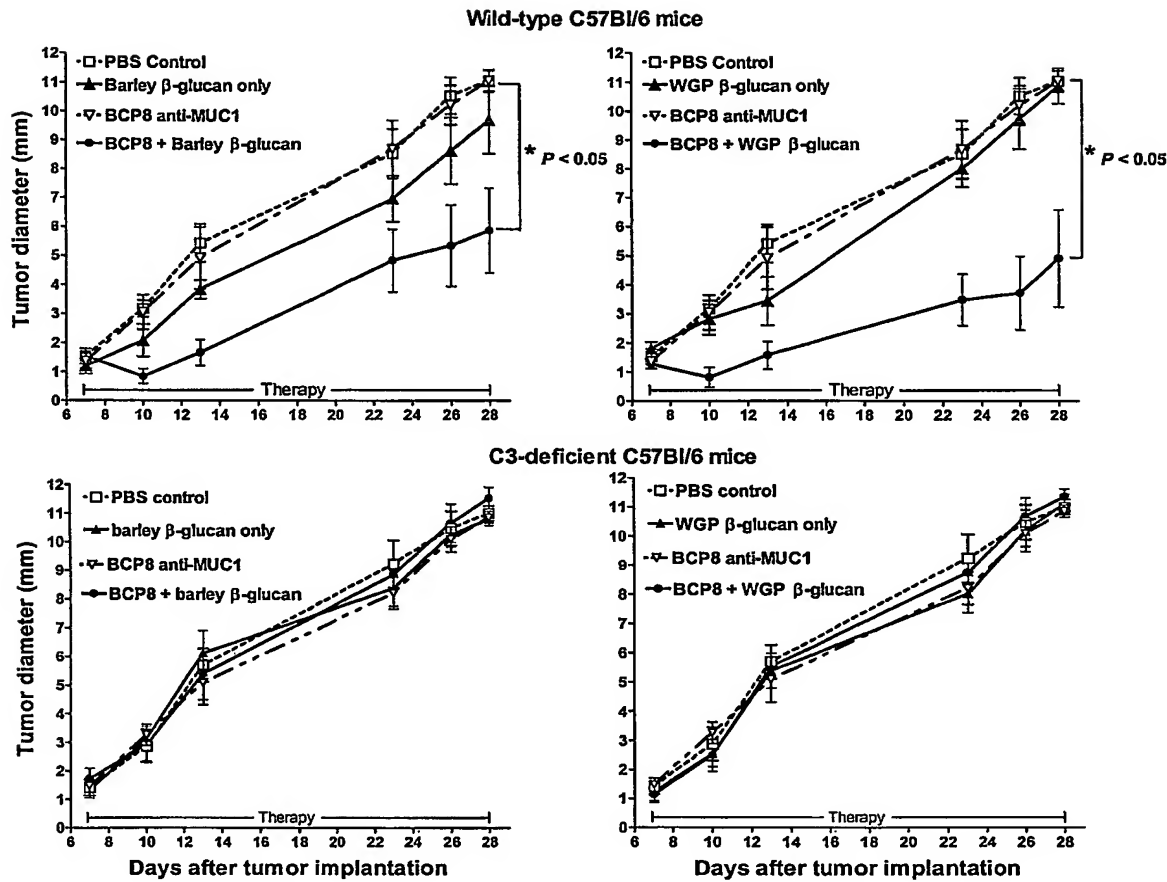 Wild-type C57Bl/6 mice
Tumor diameter (mm)
12
11
10
9
8
7
6
5
4
3
2
1
0
PBS Control
Barley β-glucan only
BCP8 anti-MUC1
BCP8 + Barley β-glucan
* P < 0.05
Therapy
6 8 10 12 14 16 18 20 22 24 26 28
12
11
10
9
8
7
6
5
4
3
2
1
0
PBS Control
WGP β-glucan only
BCP8 anti-MUC1
BCP8 + WGP β-glucan
* P < 0.05
Therapy
6 8 10 12 14 16 18 20 22 24 26 28
C3-deficient C57Bl/6 mice
Tumor diameter (mm)
12
11
10
9
8
7
6
5
4
3
2
1
0
PBS control
barley β-glucan only
BCP8 anti-MUC1
BCP8 + barley β-glucan
Therapy
6 8 10 12 14 16 18 20 22 24 26 28
Days after tumor implantation
12
11
10
9
8
7
6
5
4
3
2
1
0
PBS control
WGP β-glucan only
BCP8 anti-MUC1
BCP8 + WGP β-glucan
Therapy
6 8 10 12 14 16 18 20 22 24 26 28
Days after tumor implantation